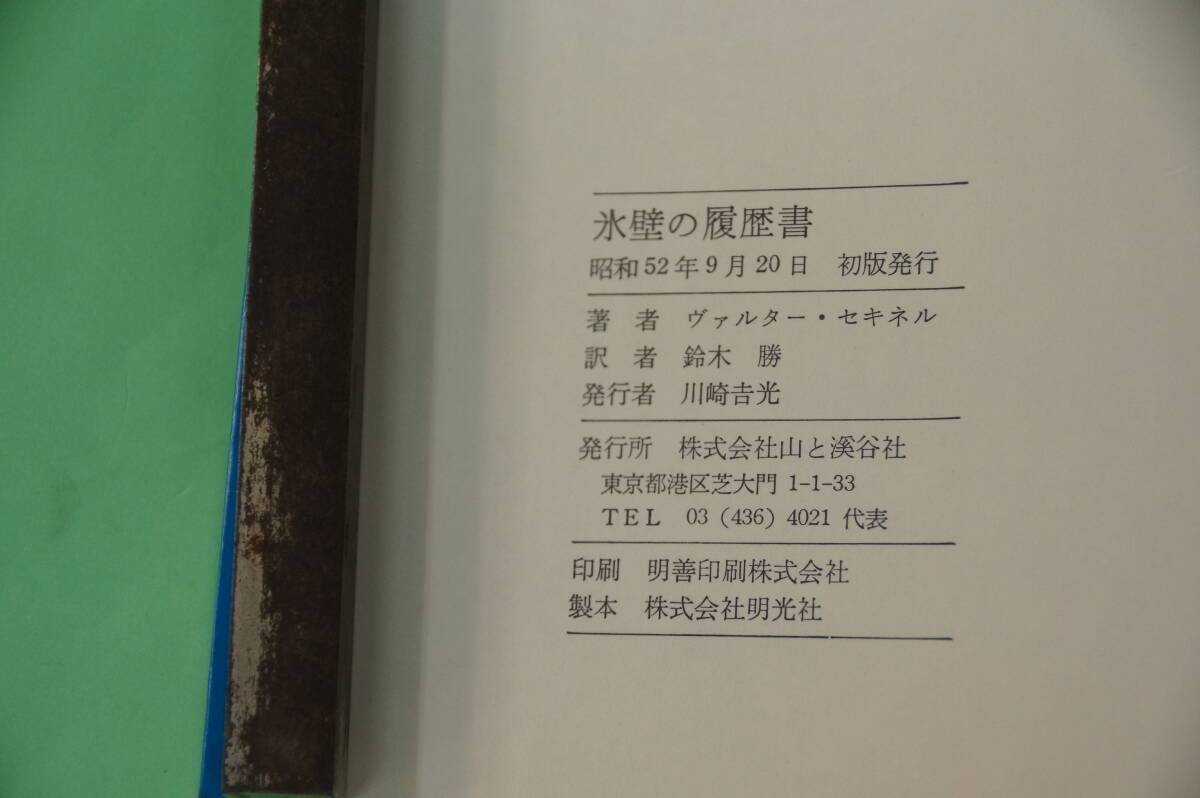 氷壁の履歴書
昭和52年9月20日 初版発行
著者 ヴァルター・セキネル
訳者 鈴木 勝
発行者 川崎吉光
発行所 株式会社山と溪谷社
東京都港区芝大門 1-1-33
TEL 03 (436) 4021 代表
印刷 明善印刷株式会社
製本 株式会社明光社